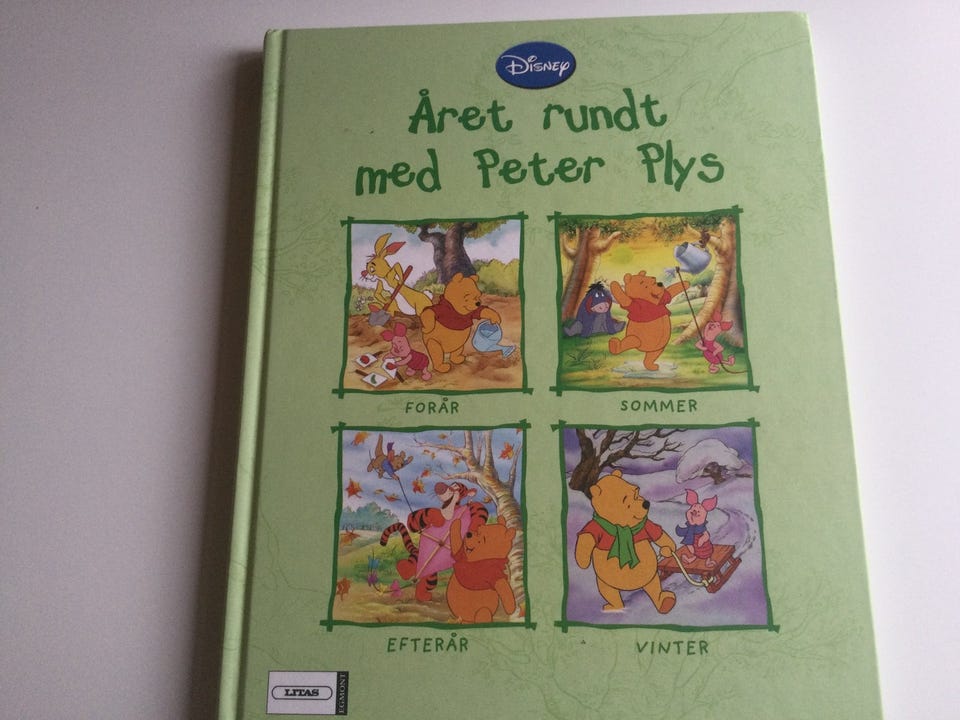 Disney
Året rundt
med Peter Plys
FORÅR
SOMMER
EFTERÅR
VINTER
LITAS
EGMONT